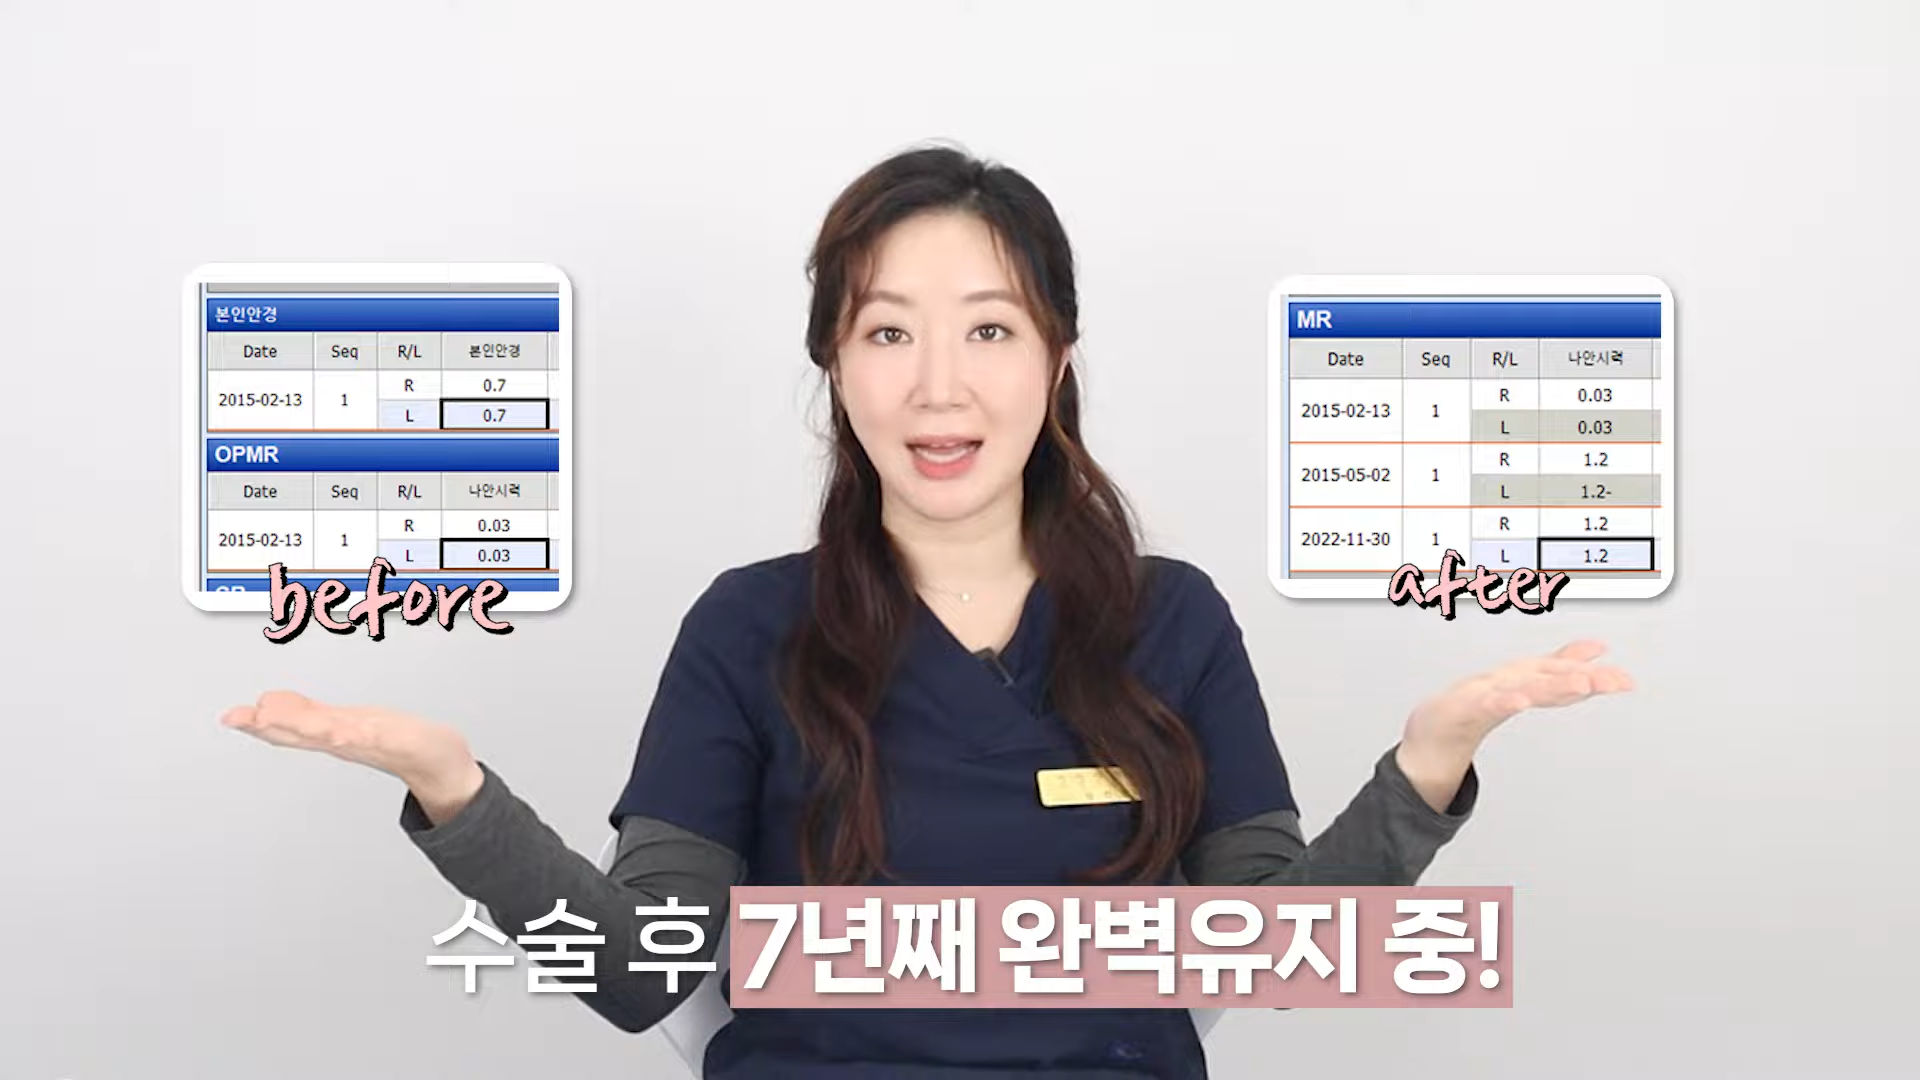 본인안경
Date Seq R/L 본인안경
2015-02-13 1 R 0.7
L 0.7
OPMR
Date Seq R/L 나안시력
2015-02-13 1 R 0.03
L 0.03
before
MR
Date Seq R/L 나안시력
2015-02-13 1 R 0.03
L 0.03
2015-05-02 1 R 1.2
L 1.2-
2022-11-30 1 R 1.2
L 1.2
after
수술 후 7년째 완벽유지 중!